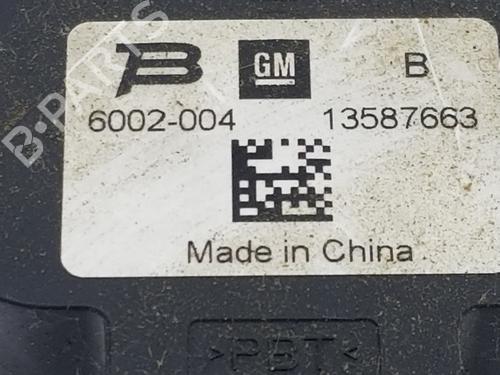 GM B
6002-004 13587663
Made in China
>PBT<
B-PARTS